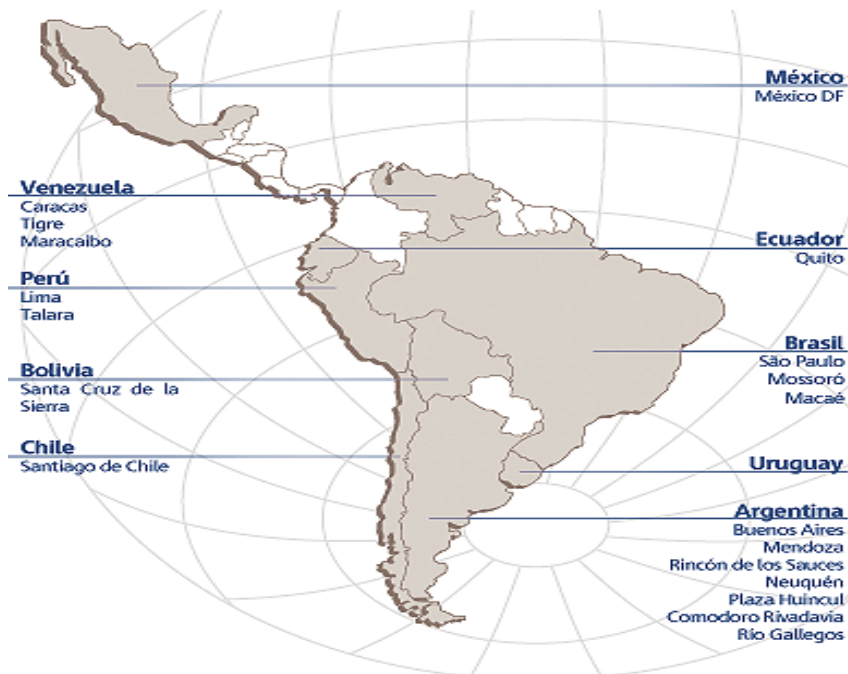 México
México DF
Venezuela
Caracas
Tigre
Maracaibo
Ecuador
Quito
Perú
Lima
Talara
Brasil
São Paulo
Mossoró
Macaé
Bolivia
Santa Cruz de la
Sierra
Chile
Santiago de Chile
Uruguay
Argentina
Buenos Aires
Mendoza
Rincón de los Sauces
Neuquén
Plaza Huincul
Comodoro Rivadavia
Río Gallegos